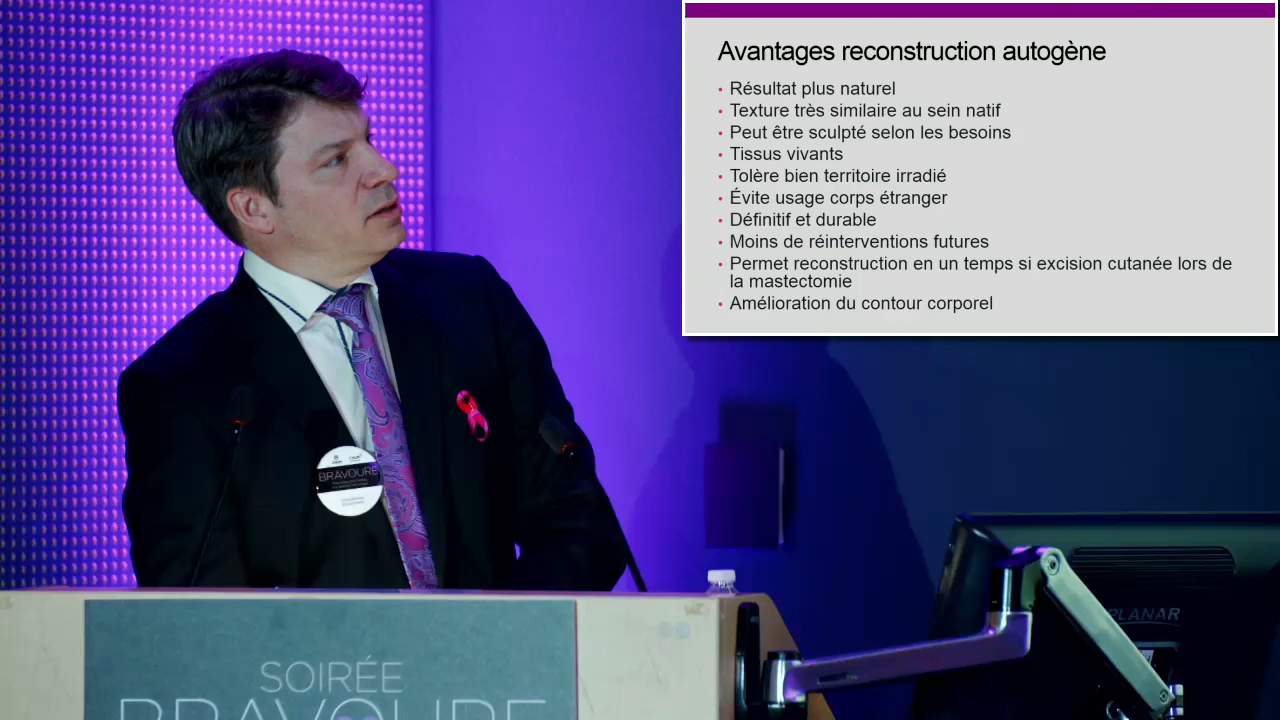 Avantages reconstruction autogène
• Résultat plus naturel
• Texture très similaire au sein natif
• Peut être sculpté selon les besoins
• Tissus vivants
• Tolère bien territoire irradié
• Évite usage corps étranger
• Définitif et durable
• Moins de réinterventions futures
• Permet reconstruction en un temps si excision cutanée lors de
la mastectomie
• Amélioration du contour corporel
BRAVOURE
PLANAR
SOIRÉE
BRAVOURE